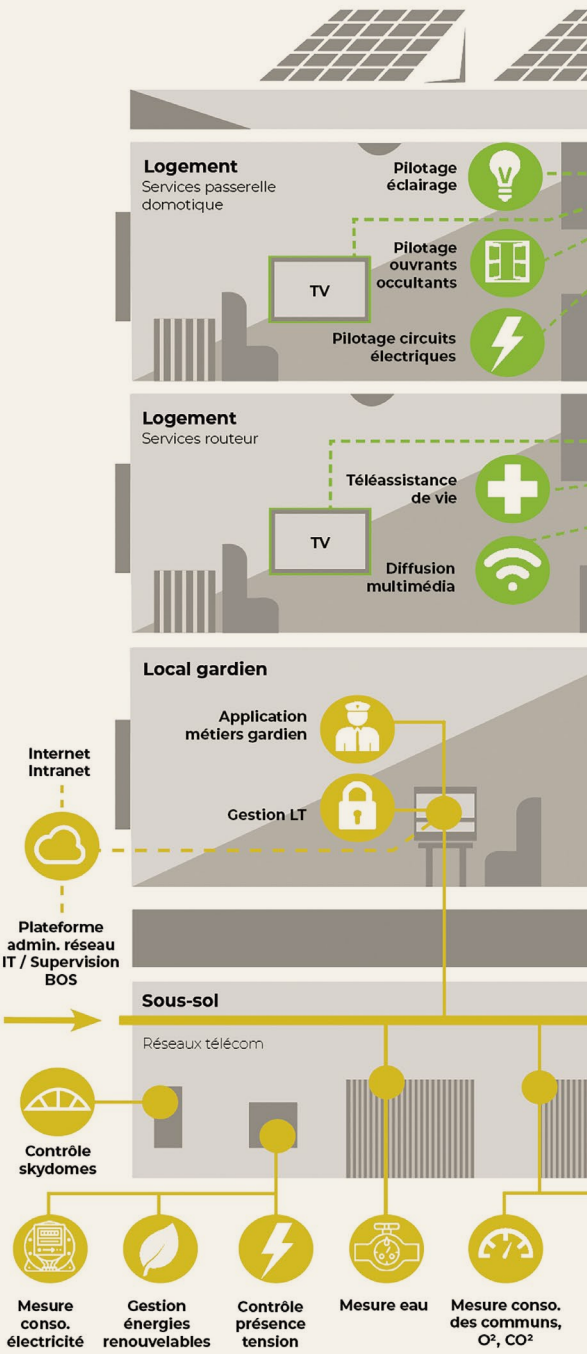 Logement
Services passerelle
domotique
Pilotage
éclairage
Pilotage
ouvrants
occultants
TV
Pilotage circuits
électriques
Logement
Services routeur
Téléassistance
de vie
TV
Diffusion
multimédia
Local gardien
Application
métiers gardien
Internet
Intranet
Gestion LT
Plateforme
admin. réseau
IT / Supervision
BOS
Sous-sol
Réseaux télécom
Contrôle
skydomes
Mesure
conso.
électricité
Gestion
énergies
renouvelables
Contrôle
présence
tension
Mesure eau
Mesure conso.
des communs,
O², CO²